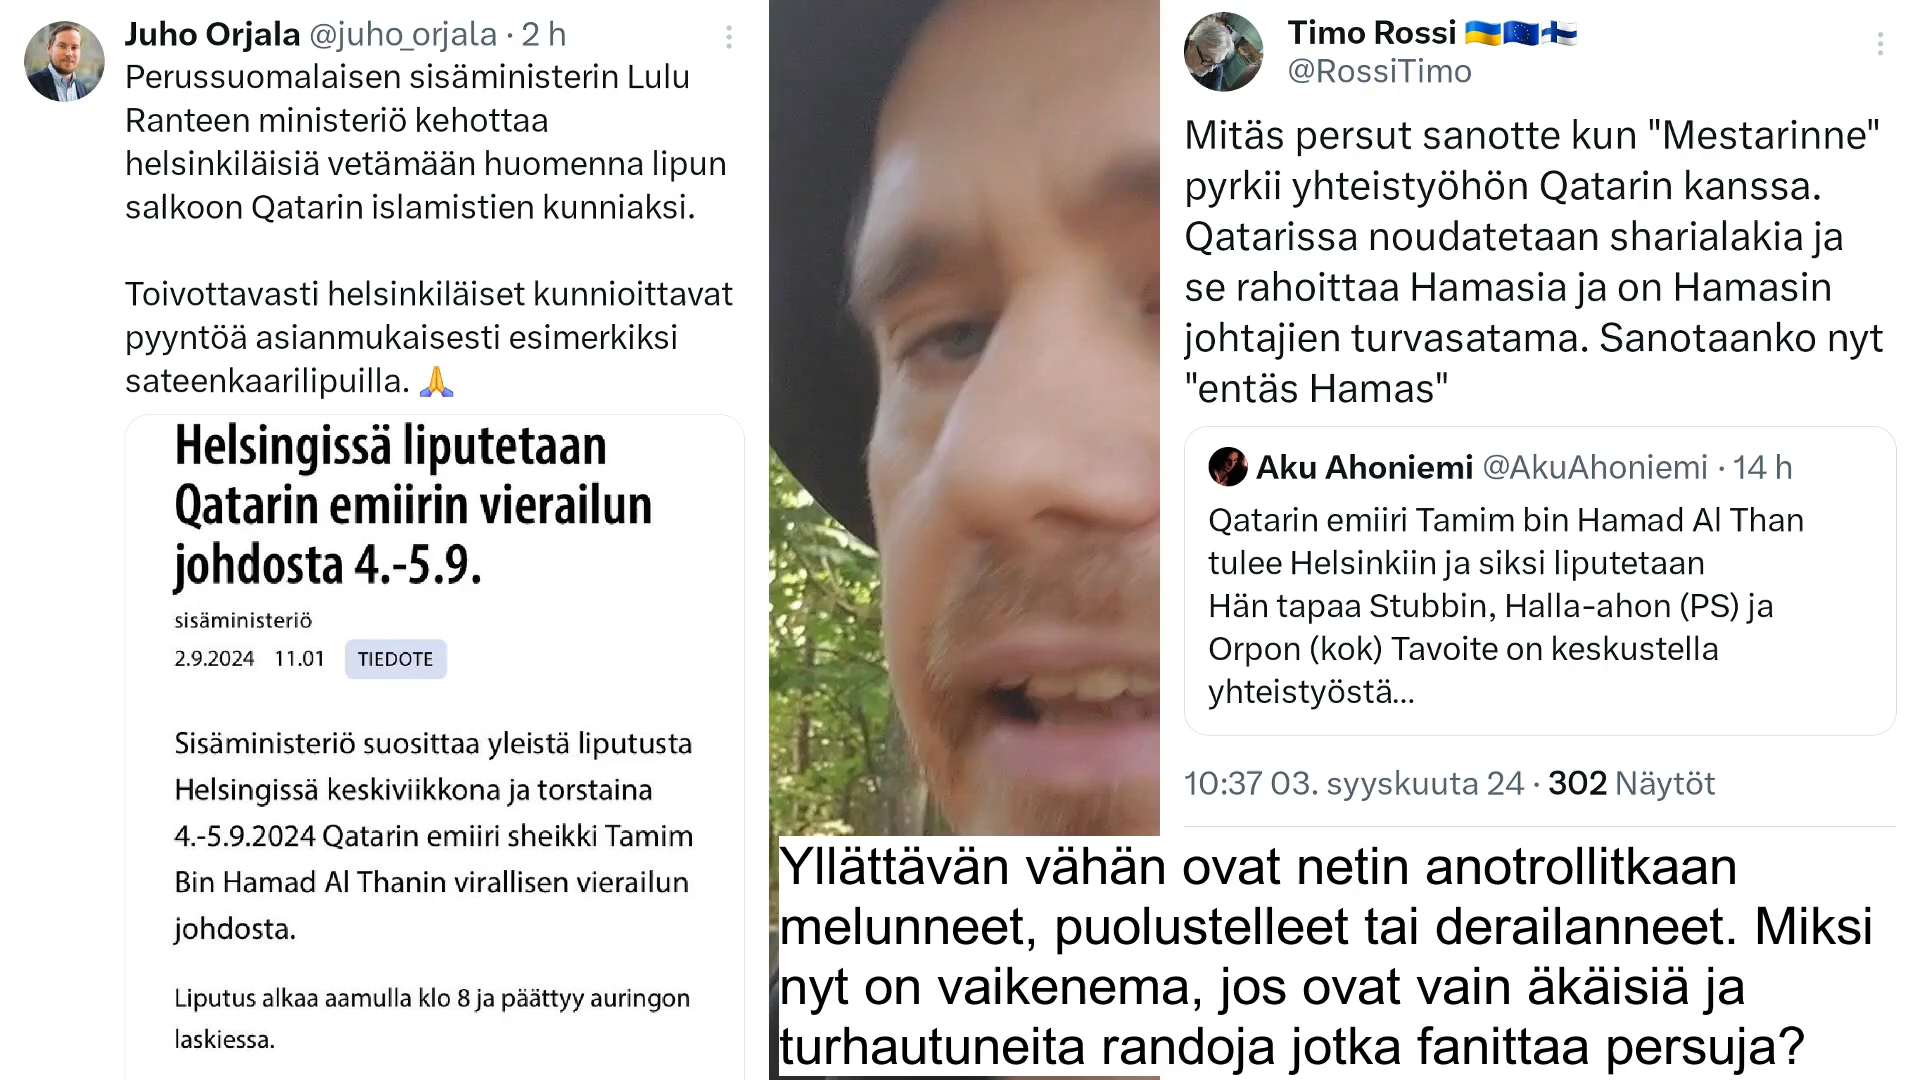 Juho Orjala @juho_orjala · 2 h
Perussuomalaisen sisäministerin Lulu
Ranteen ministeriö kehottaa
helsinkiläisiä vetämään huomenna lipun
salkoon Qatarin islamistien kunniaksi.
Toivottavasti helsinkiläiset kunnioittavat
pyyntöä asianmukaisesti esimerkiksi
sateenkaarilipuilla. 🙏
Helsingissä liputetaan
Qatarin emiirin vierailun
johdosta 4.-5.9.
sisäministeriö
2.9.2024 11.01 TIEDOTE
Sisäministeriö suosittaa yleistä liputusta
Helsingissä keskiviikkona ja torstaina
4.-5.9.2024 Qatarin emiiri sheikki Tamim
Bin Hamad Al Thanin virallisen vierailun
johdosta.
Liputus alkaa aamulla klo 8 ja päättyy auringon
laskiessa.
Timo Rossi 🇺🇦🇪🇺🇫🇮
@RossiTimo
Mitäs persut sanotte kun "Mestarinne"
pyrkii yhteistyöhön Qatarin kanssa.
Qatarissa noudatetaan sharialakia ja
se rahoittaa Hamasia ja on Hamasin
johtajien turvasatama. Sanotaanko nyt
"entäs Hamas"
Aku Ahoniemi @AkuAhoniemi · 14 h
Qatarin emiiri Tamim bin Hamad Al Than
tulee Helsinkiin ja siksi liputetaan
Hän tapaa Stubbin, Halla-ahon (PS) ja
Orpon (kok) Tavoite on keskustella
yhteistyöstä...
10:37 03. syyskuuta 24 · 302 Näytöt
Yllättävän vähän ovat netin anotrollitkaan
melunneet, puolustelleet tai derailanneet. Miksi
nyt on vaikenema, jos ovat vain äkäisiä ja
turhautuneita randoja jotka fanittaa persuja?